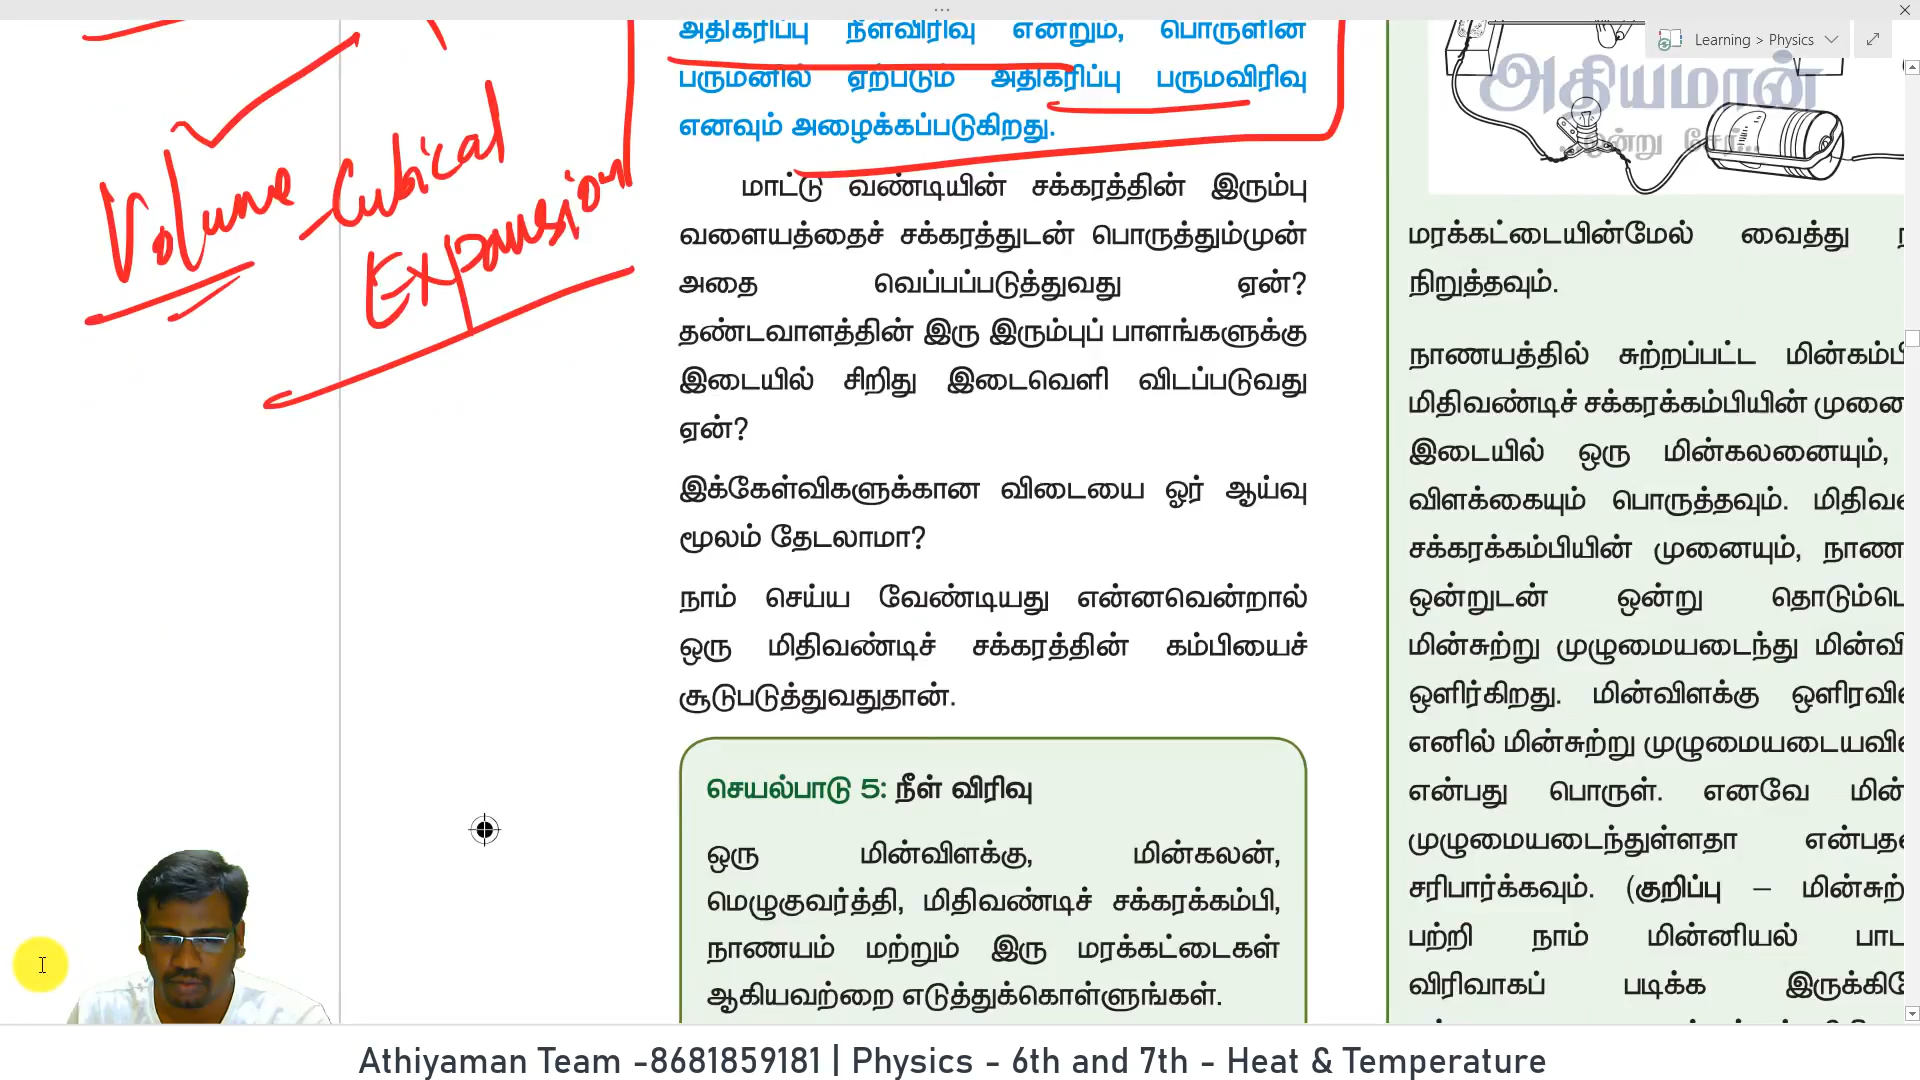 Learning > Physics
Volume - Cubical
Expansion
அதிகரிப்பு நீள்விரிவு என்றும், பொருளின்
பருமனில் ஏற்படும் அதிகரிப்பு பருமவிரிவு
எனவும் அழைக்கப்படுகிறது.
மாட்டு வண்டியின் சக்கரத்தின் இரும்பு
வளையத்தைச் சக்கரத்துடன் பொருத்தும்முன்
அதை வெப்பப்படுத்துவது ஏன்?
தண்டவாளத்தின் இரு இரும்புப் பாளங்களுக்கு
இடையில் சிறிது இடைவெளி விடப்படுவது
ஏன்?
இக்கேள்விகளுக்கான விடையை ஓர் ஆய்வு
மூலம் தேடலாமா?
நாம் செய்ய வேண்டியது என்னவென்றால்
ஒரு மிதிவண்டிச் சக்கரத்தின் கம்பியைச்
சூடுபடுத்துவதுதான்.
செயல்பாடு 5: நீள் விரிவு
ஒரு மின்விளக்கு, மின்கலன்,
மெழுகுவர்த்தி, மிதிவண்டிச் சக்கரக்கம்பி,
நாணயம் மற்றும் இரு மரக்கட்டைகள்
ஆகியவற்றை எடுத்துக்கொள்ளுங்கள்.
அதியமான்
மரக்கட்டையின்மேல் வைத்து
நிறுத்தவும்.
நாணயத்தில் சுற்றப்பட்ட
மிதிவண்டிச் சக்கரக்கம்பியின்
இடையில் ஒரு மின்கலனையும்,
விளக்கையும் பொருத்தவும்.
சக்கரக்கம்பியின் முனையும்,
ஒன்றுடன் ஒன்று
மின்சுற்று முழுமையடைந்து
ஒளிர்கிறது. மின்விளக்கு
எனில் மின்சுற்று
என்பது பொருள். எனவே
முழுமையடைந்துள்ளதா
சரிபார்க்கவும். (குறிப்பு –
பற்றி நாம் மின்னியல்
விரிவாகப் படிக்க
Athiyaman Team -8681859181 | Physics - 6th and 7th - Heat & Temperature